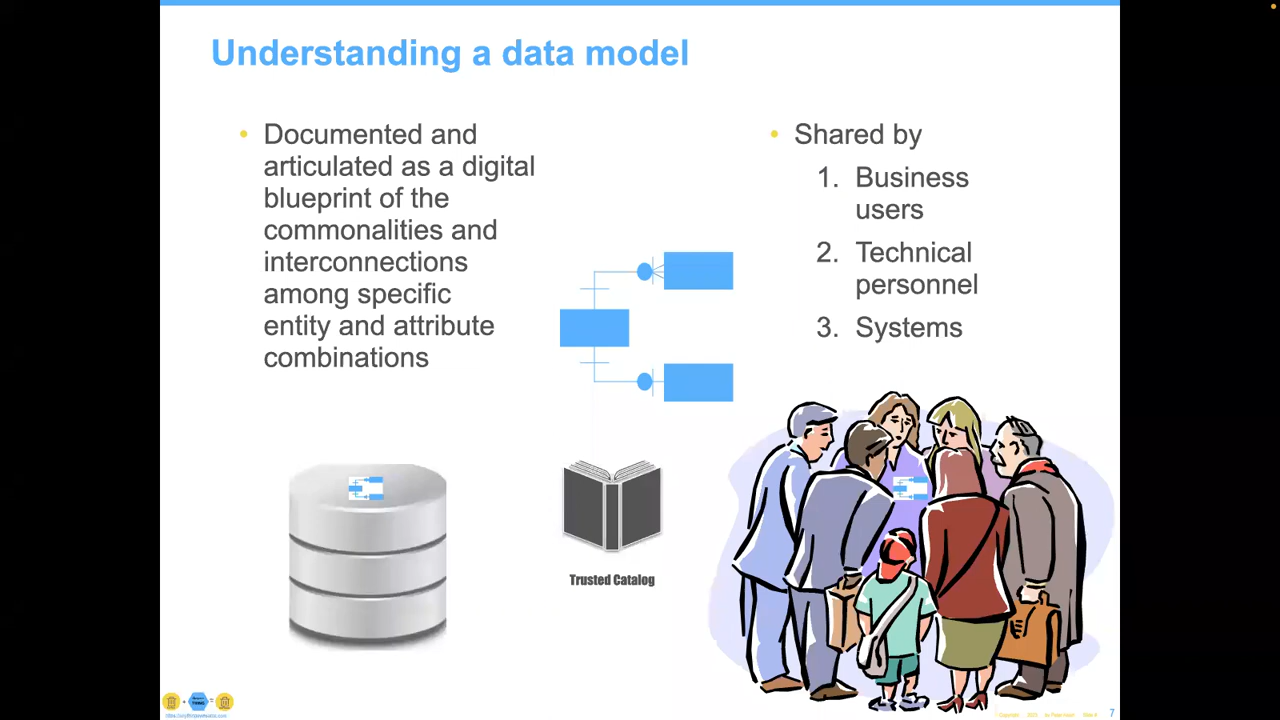 Understanding a data model
• Documented and
articulated as a digital
blueprint of the
commonalities and
interconnections
among specific
entity and attribute
combinations
• Shared by
1. Business
users
2. Technical
personnel
3. Systems
Trusted Catalog
7